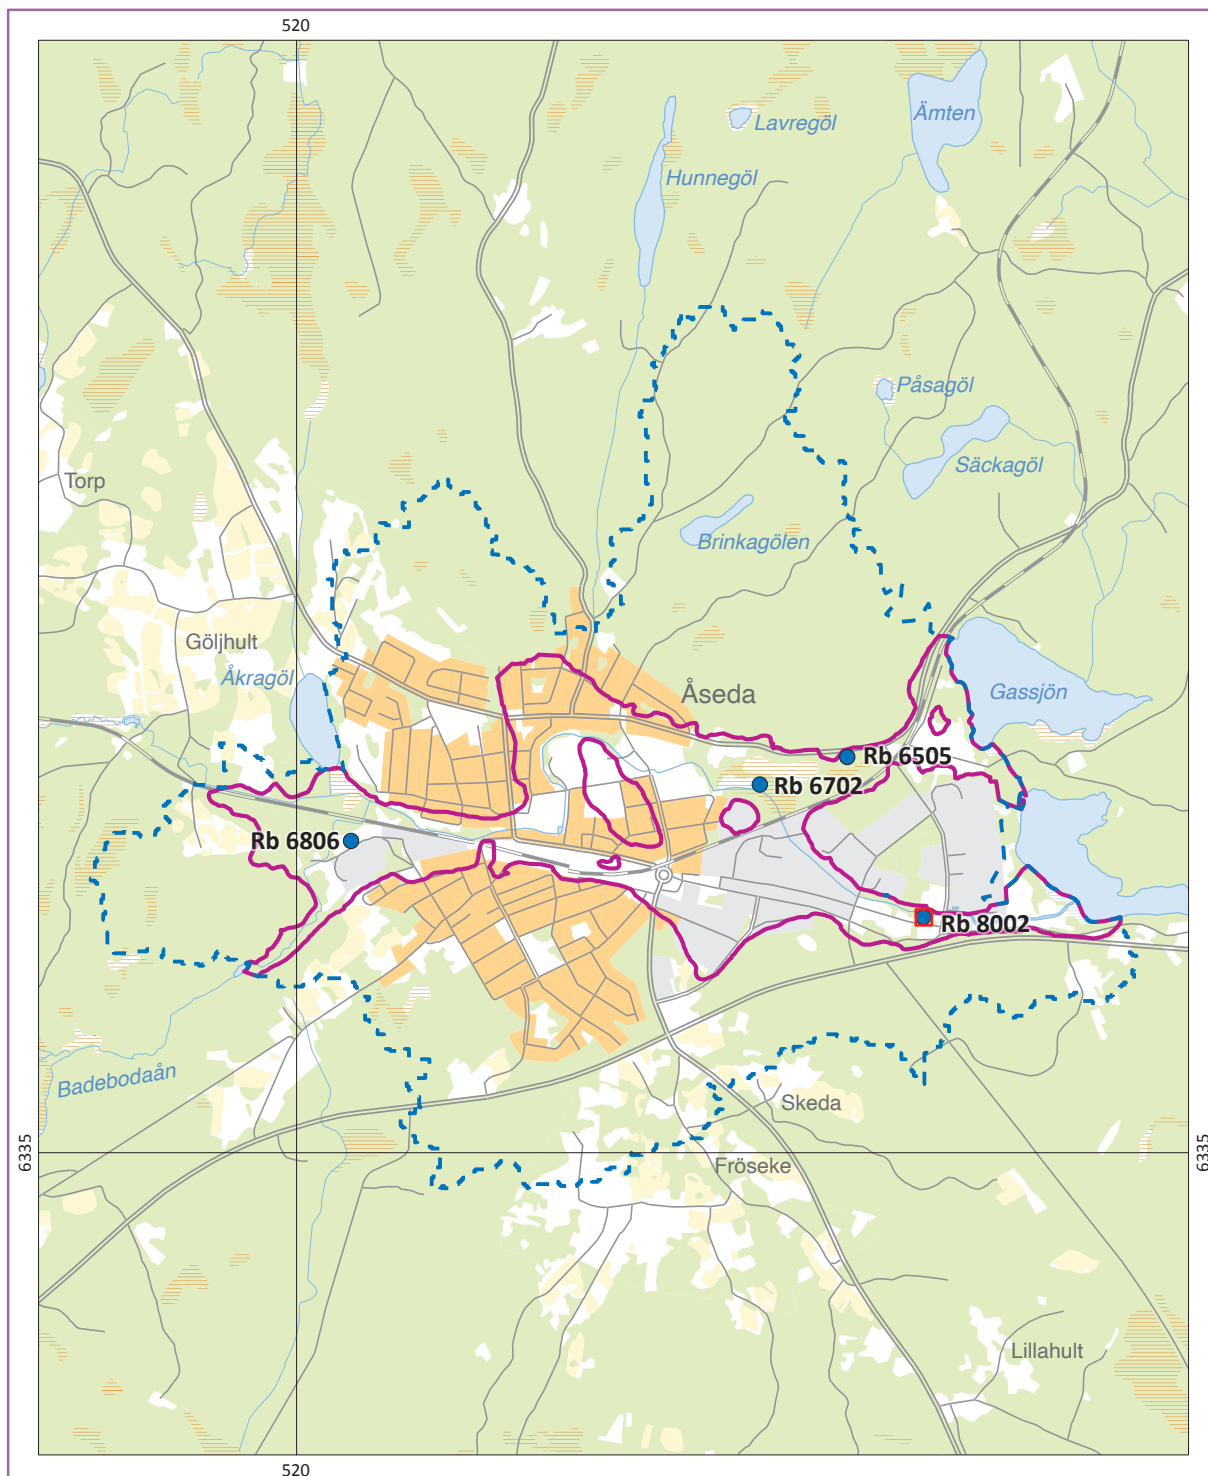 520
Lavregöl
Ämten
Hunnegöl
Påsagöl
Säckagöl
Torp
Brinkagölen
Göljhult
Åkragöl
Åseda
Gassjön
Rb 6505
Rb 6702
Rb 6806
Rb 8002
Badebodaån
Skeda
6335
6335
Fröseke
Lillahult
520